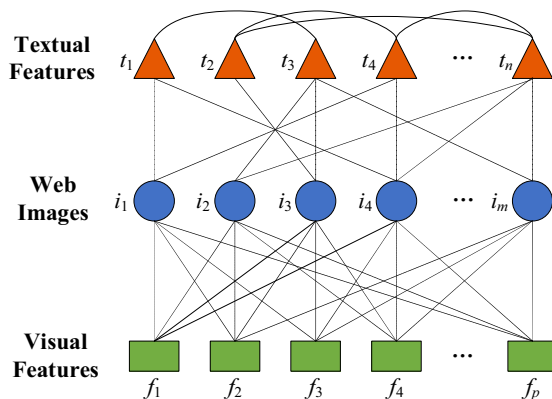 Textual
Features
t1 t2 t3 t4 ... tn
Web
Images
i1 i2 i3 i4 ... im
Visual
Features
...
f1 f2 f3 f4 fp